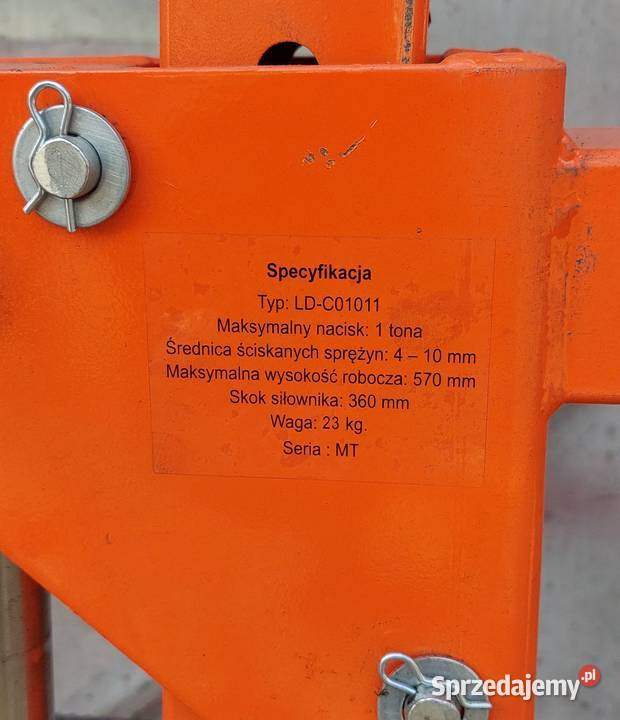 Specyfikacja
Typ: LD-C01011
Maksymalny nacisk: 1 tona
Średnica ściskanych sprężyn: 4 – 10 mm
Maksymalna wysokość robocza: 570 mm
Skok siłownika: 360 mm
Waga: 23 kg.
Seria : MT
Sprzedajemy.pl